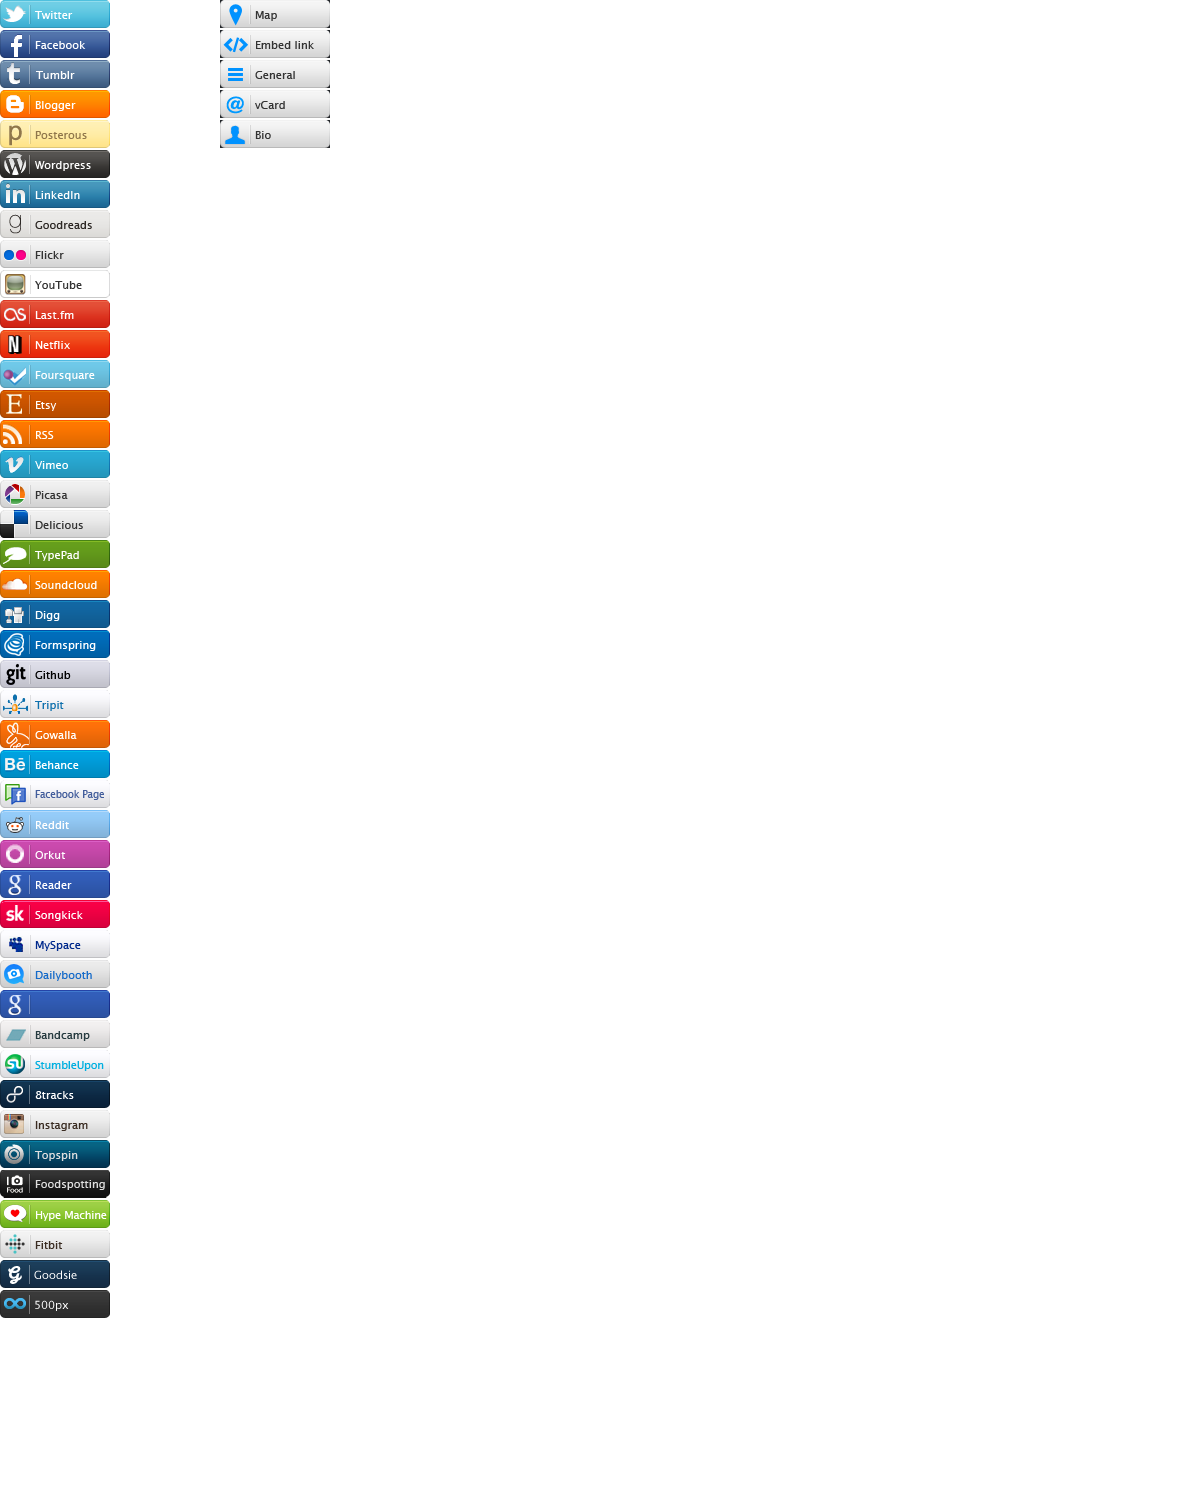 Twitter
Facebook
Tumblr
Blogger
Posterous
Wordpress
LinkedIn
Goodreads
Flickr
YouTube
Last.fm
Netflix
Foursquare
Etsy
RSS
Vimeo
Picasa
Delicious
TypePad
Soundcloud
Digg
Formspring
git Github
Tripit
Gowalla
Bē Behance
Facebook Page
Reddit
Orkut
g Reader
sk Songkick
MySpace
Dailybooth
g
Bandcamp
StumbleUpon
8tracks
Instagram
Topspin
I Food Foodspotting
Hype Machine
Fitbit
Goodsie
500px
Map
Embed link
General
@ vCard
Bio